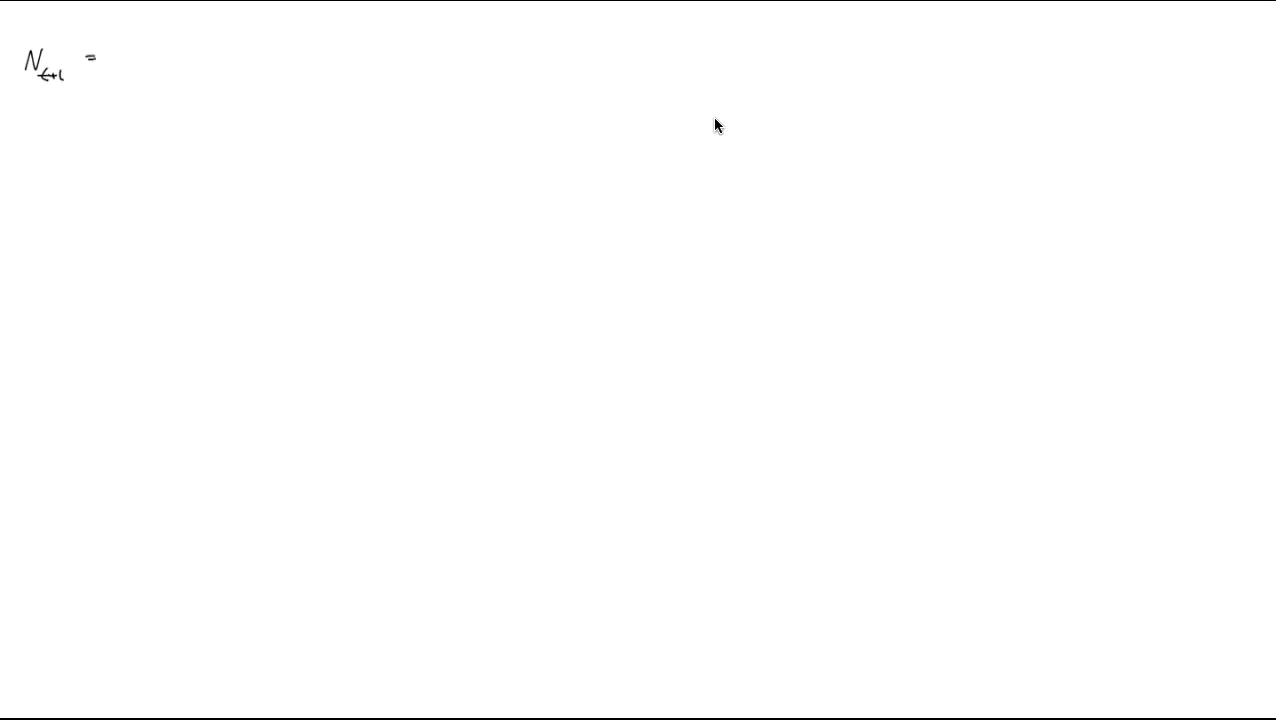 N_{t+1} =